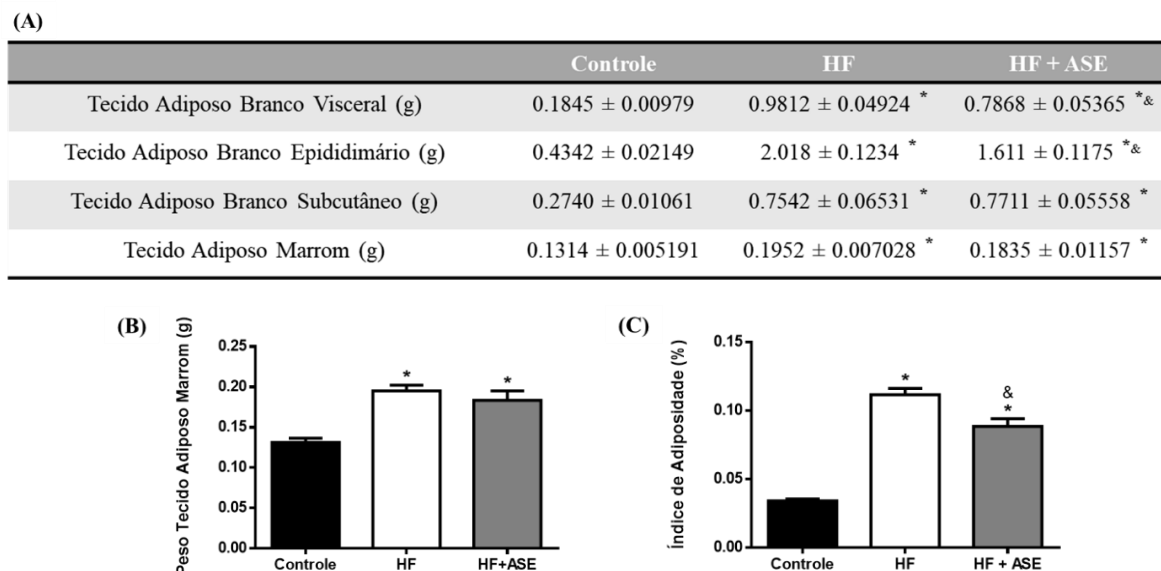 (A)
Controle HF HF + ASE
Tecido Adiposo Branco Visceral (g) 0.1845 ± 0.00979 0.9812 ± 0.04924 * 0.7868 ± 0.05365 *&
Tecido Adiposo Branco Epididimário (g) 0.4342 ± 0.02149 2.018 ± 0.1234 * 1.611 ± 0.1175 *&
Tecido Adiposo Branco Subcutâneo (g) 0.2740 ± 0.01061 0.7542 ± 0.06531 * 0.7711 ± 0.05558 *
Tecido Adiposo Marrom (g) 0.1314 ± 0.005191 0.1952 ± 0.007028 * 0.1835 ± 0.01157 *
(B)
Peso Tecido Adiposo Marrom (g)
0.25
0.20
0.15
0.10
0.05
0.00
* *
Controle HF HF+ASE
(C)
Índice de Adiposidade (%)
0.15
0.10
0.05
0.00
*
&
*
Controle HF HF + ASE